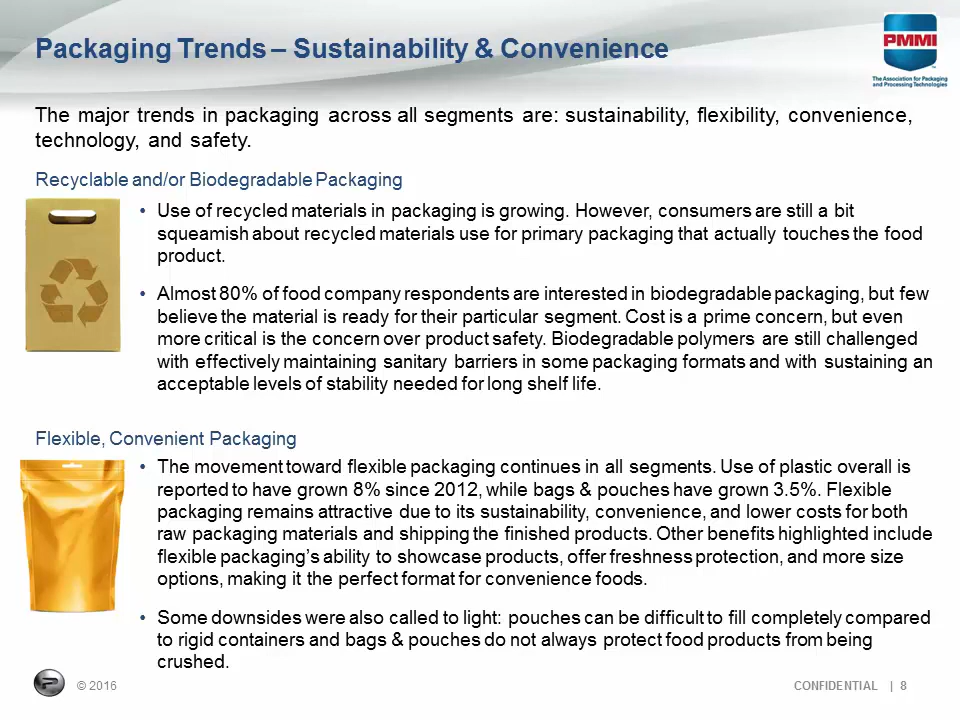 Packaging Trends – Sustainability & Convenience
PMMI
The Association for Packaging
and Processing Technologies
The major trends in packaging across all segments are: sustainability, flexibility, convenience,
technology, and safety.
Recyclable and/or Biodegradable Packaging
• Use of recycled materials in packaging is growing. However, consumers are still a bit
squeamish about recycled materials use for primary packaging that actually touches the food
product.
• Almost 80% of food company respondents are interested in biodegradable packaging, but few
believe the material is ready for their particular segment. Cost is a prime concern, but even
more critical is the concern over product safety. Biodegradable polymers are still challenged
with effectively maintaining sanitary barriers in some packaging formats and with sustaining an
acceptable levels of stability needed for long shelf life.
Flexible, Convenient Packaging
• The movement toward flexible packaging continues in all segments. Use of plastic overall is
reported to have grown 8% since 2012, while bags & pouches have grown 3.5%. Flexible
packaging remains attractive due to its sustainability, convenience, and lower costs for both
raw packaging materials and shipping the finished products. Other benefits highlighted include
flexible packaging’s ability to showcase products, offer freshness protection, and more size
options, making it the perfect format for convenience foods.
• Some downsides were also called to light: pouches can be difficult to fill completely compared
to rigid containers and bags & pouches do not always protect food products from being
crushed.
© 2016
CONFIDENTIAL | 8